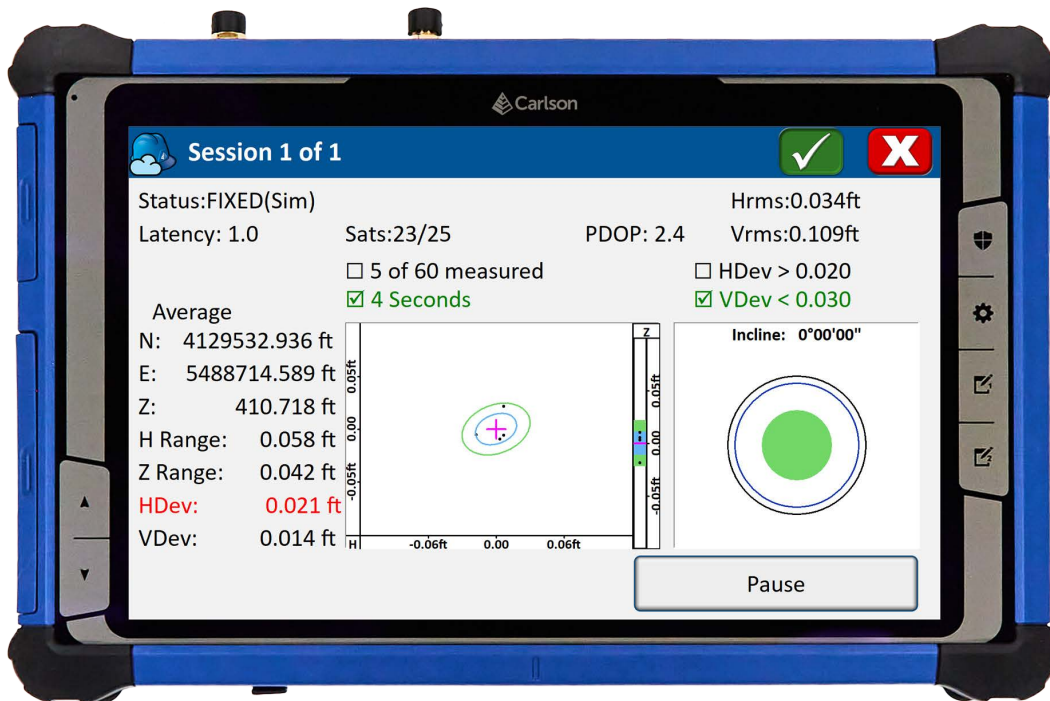 Carlson
Session 1 of 1
Status:FIXED(Sim)
Hrms:0.034ft
Latency: 1.0
Sats:23/25
PDOP: 2.4
Vrms:0.109ft
5 of 60 measured
HDev > 0.020
4 Seconds
VDev < 0.030
Average
N: 4129532.936 ft
E: 5488714.589 ft
Z: 410.718 ft
H Range: 0.058 ft
Z Range: 0.042 ft
HDev: 0.021 ft
VDev: 0.014 ft
0.05ft
0.00
-0.05ft
H
-0.06ft 0.00 0.06ft
Z
0.05ft
0.00
-0.05ft
Incline: 0°00'00"
Pause
1
2